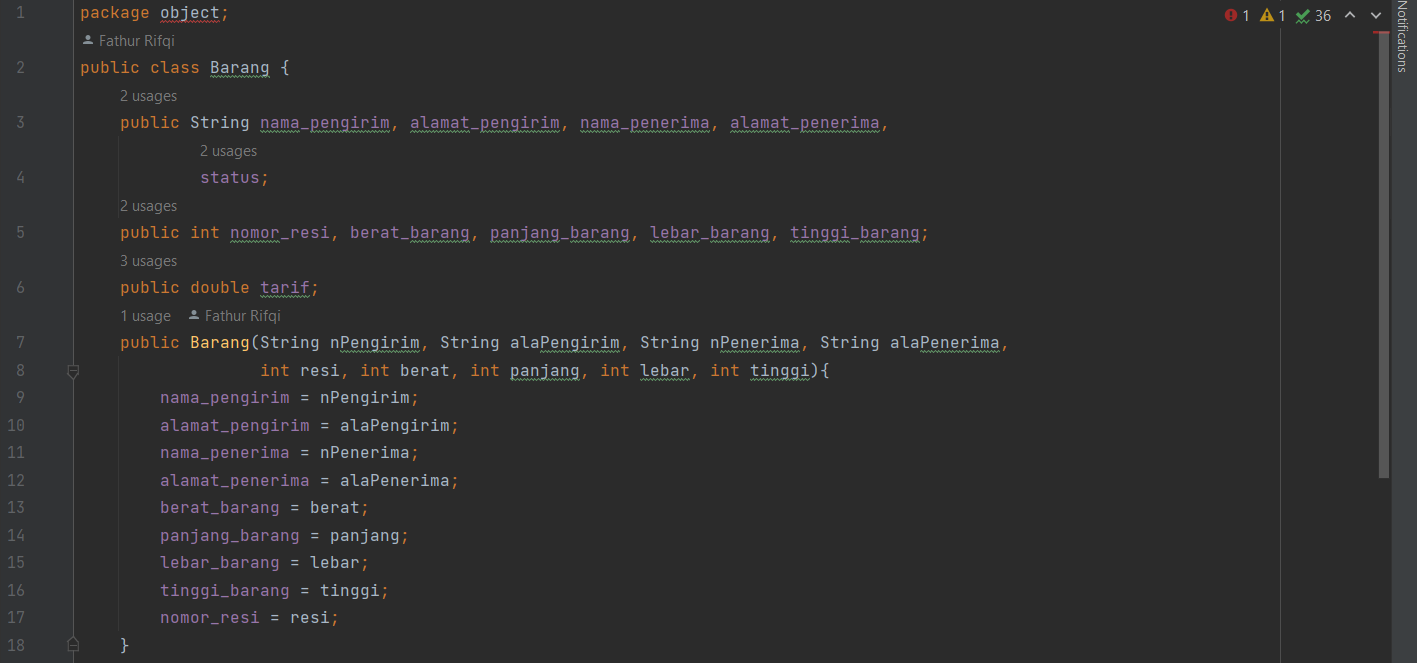 1 package object; 1 1 36
Fathur Rifqi
2 public class Barang {
2 usages
3 public String nama_pengirim, alamat_pengirim, nama_penerima, alamat_penerima,
2 usages
4 status;
2 usages
5 public int nomor_resi, berat_barang, panjang_barang, lebar_barang, tinggi_barang;
3 usages
6 public double tarif;
1 usage Fathur Rifqi
7 public Barang(String nPengirim, String alaPengirim, String nPenerima, String alaPenerima,
8 int resi, int berat, int panjang, int lebar, int tinggi){
9 nama_pengirim = nPengirim;
10 alamat_pengirim = alaPengirim;
11 nama_penerima = nPenerima;
12 alamat_penerima = alaPenerima;
13 berat_barang = berat;
14 panjang_barang = panjang;
15 lebar_barang = lebar;
16 tinggi_barang = tinggi;
17 nomor_resi = resi;
18 }
Notifications